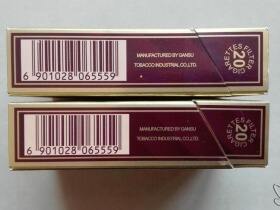 MANUFACTURED BY GANSU
TOBACCO INDUSTRIAL CO.,LTD.
FILTER
20
CIGARETTES
6 901028 065559
MANUFACTURED BY GANSU
TOBACCO INDUSTRIAL CO.,LTD.
FILTER
20
CIGARETTES
6 901028 065559